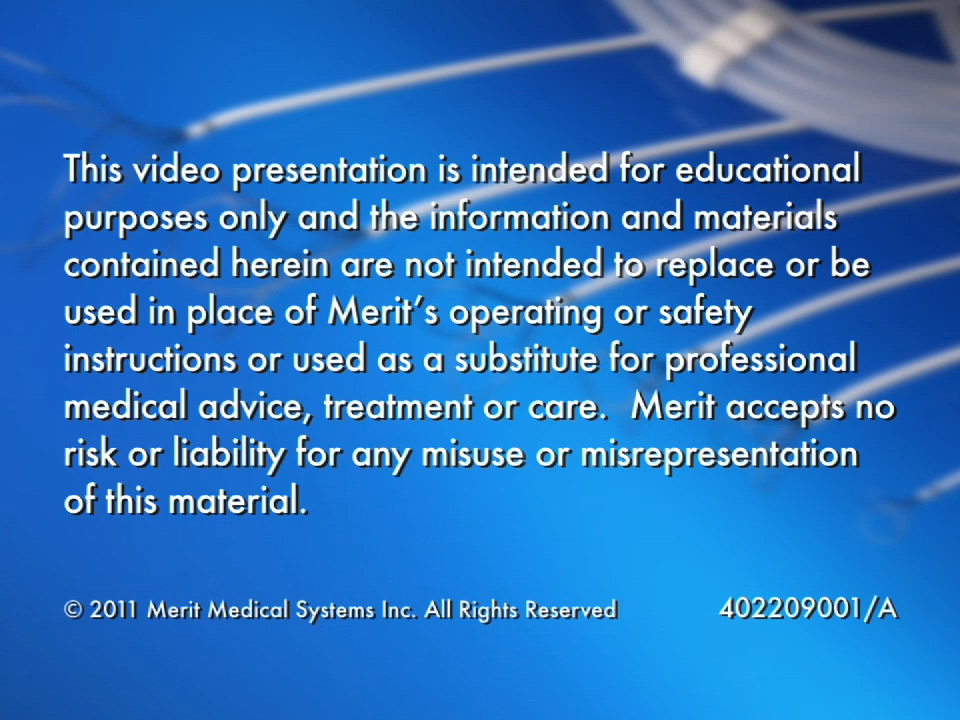 This video presentation is intended for educational
purposes only and the information and materials
contained herein are not intended to replace or be
used in place of Merit's operating or safety
instructions or used as a substitute for professional
medical advice, treatment or care.  Merit accepts no
risk or liability for any misuse or misrepresentation
of this material.
© 2011 Merit Medical Systems Inc. All Rights Reserved
402209001/A